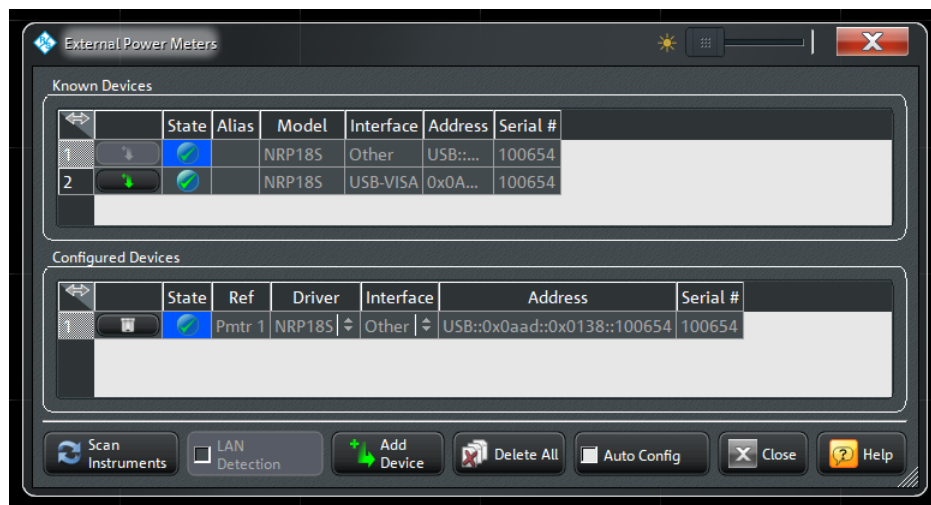 External Power Meters
Known Devices
State Alias Model Interface Address Serial #
1 NRP18S Other USB::... 100654
2 NRP18S USB-VISA 0x0A... 100654
Configured Devices
State Ref Driver Interface Address Serial #
1 Pmtr 1 NRP18S Other USB::0x0aad::0x0138::100654 100654
Scan
Instruments
LAN
Detection
Add
Device
Delete All
Auto Config
Close
Help